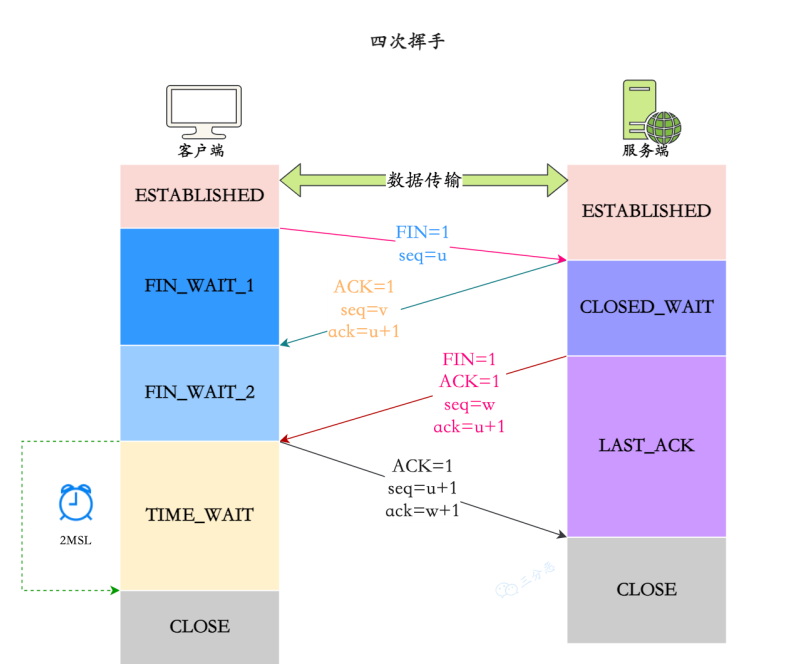 四次挥手
客户端
服务端
数据传输
ESTABLISHED
ESTABLISHED
FIN=1
seq=u
FIN_WAIT_1
ACK=1
seq=v
ack=u+1
CLOSED_WAIT
FIN=1
ACK=1
seq=w
ack=u+1
FIN_WAIT_2
LAST_ACK
ACK=1
seq=u+1
ack=w+1
TIME_WAIT
2MSL
三分恶
CLOSE
CLOSE